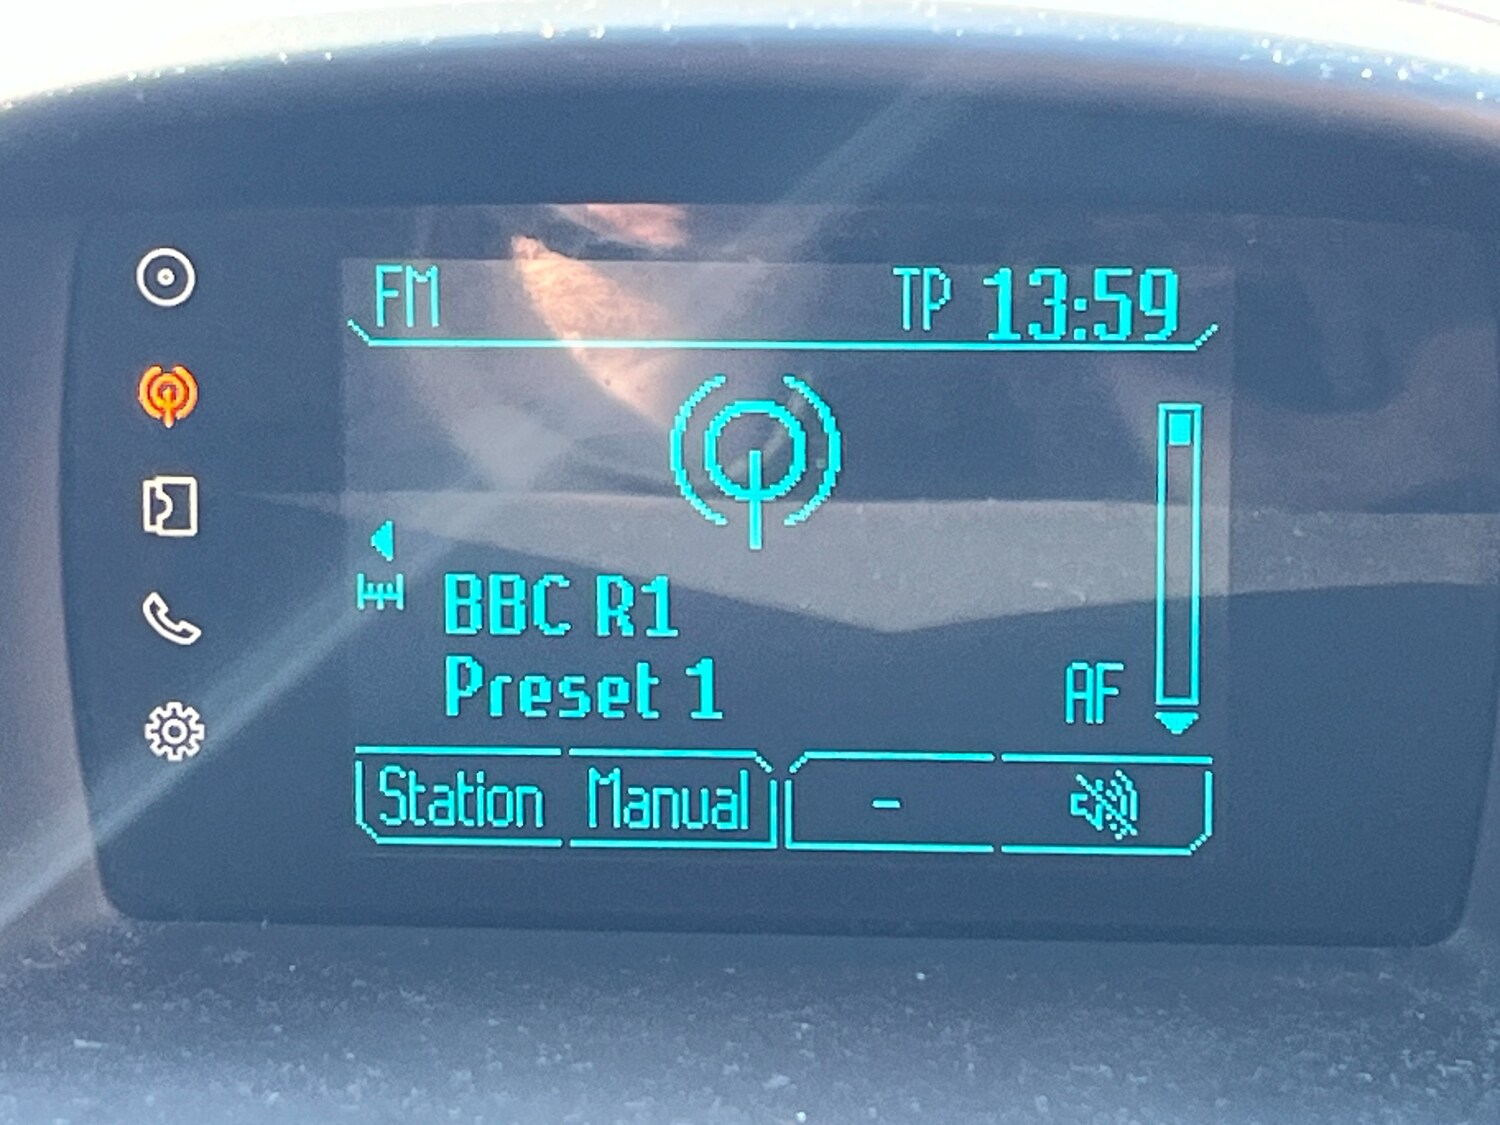 FM TP 13:59
BBC R1
Preset 1 AF
Station Manual -